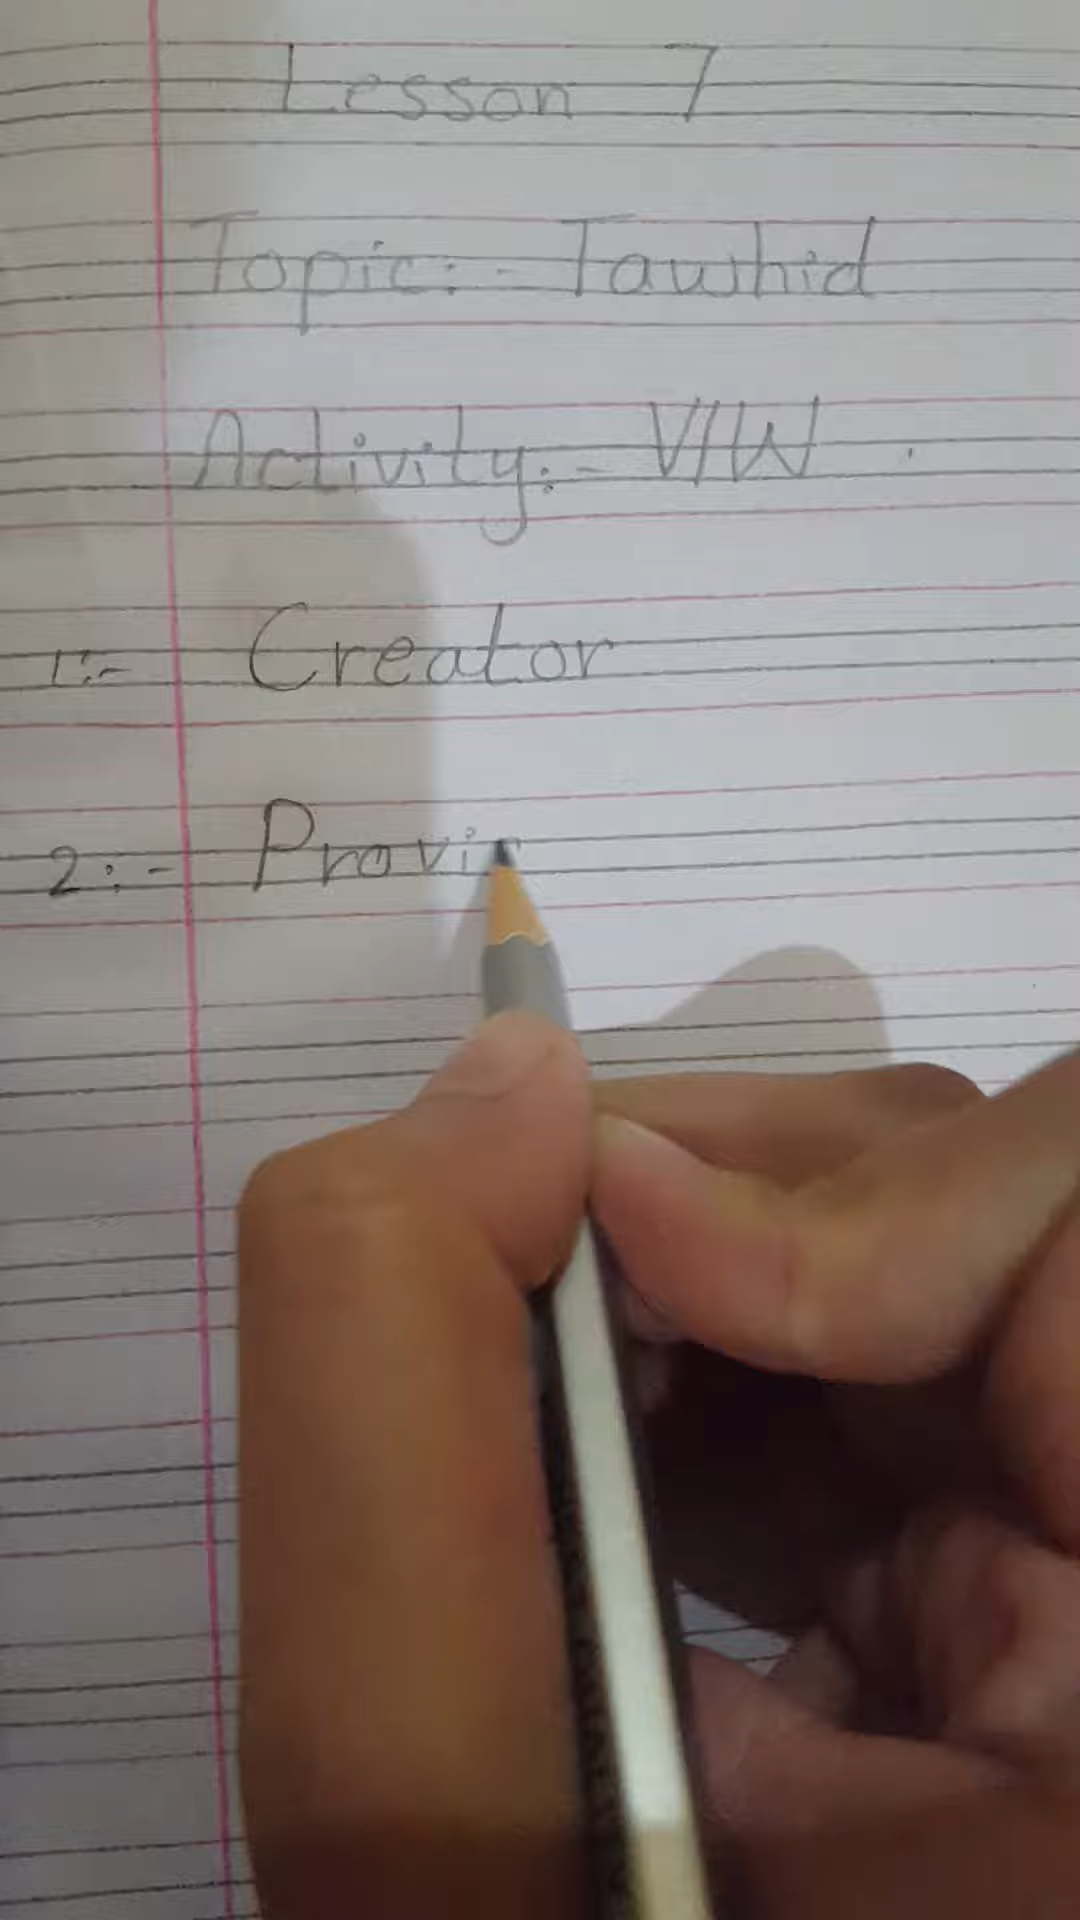 Lesson 7
Topic:- Tawhid
Activity:- V/W
1:- Creator
2:- Provi